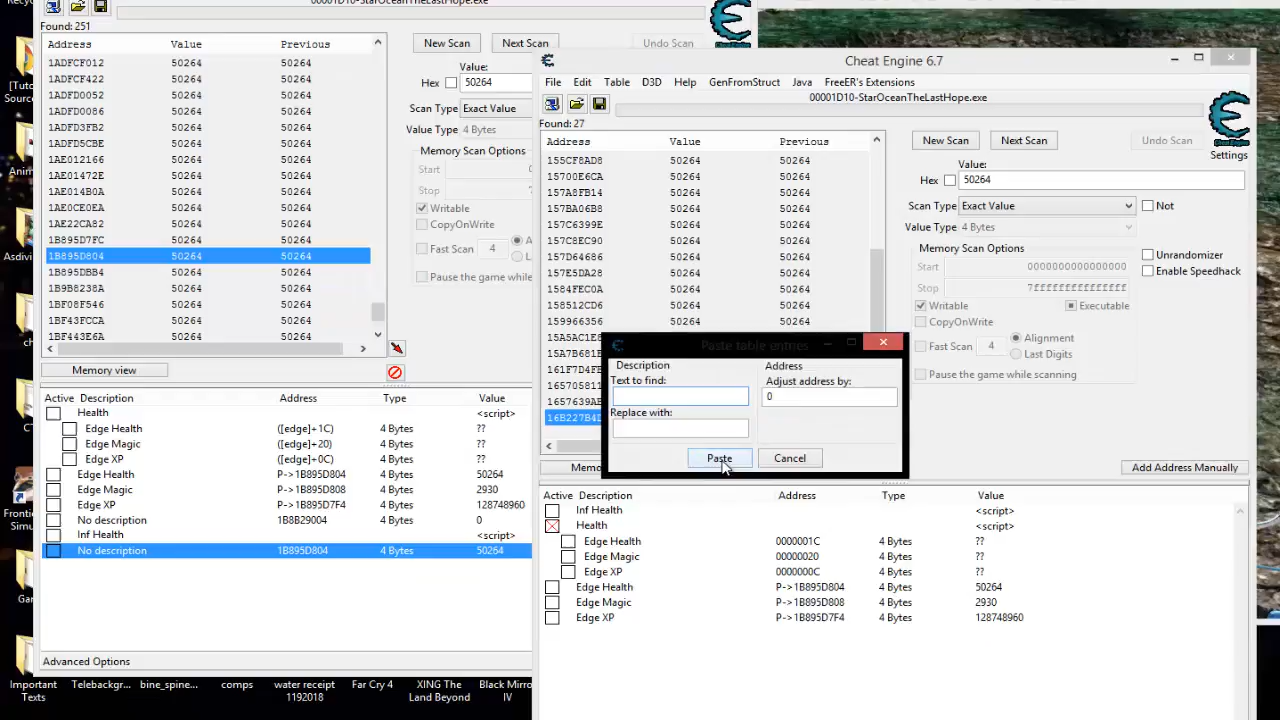 00001D10-StarOceanTheLastHope.exe
Found: 251
Address Value Previous
1ADFCF012 50264 50264
1ADFCF422 50264 50264
1ADFD0052 50264 50264
1ADFD0086 50264 50264
1ADFD3FB2 50264 50264
1ADFD5CBE 50264 50264
1AE012166 50264 50264
1AE01472E 50264 50264
1AE014B0A 50264 50264
1AE0CE0EA 50264 50264
1AE22CA82 50264 50264
1B895D7FC 50264 50264
1B895D804 50264 50264
1B895DBB4 50264 50264
1B9B8238A 50264 50264
1BF08F546 50264 50264
1BF43FCCA 50264 50264
1BF443E6A 50264 50264
New Scan Next Scan Undo Scan
Hex 50264
Scan Type Exact Value
Value Type 4 Bytes
Memory Scan Options
Start
Stop
Writable
CopyOnWrite
Fast Scan 4
Pause the game while
Memory view
Active Description Address Type Value
Health <script>
Edge Health ([edge]+1C) 4 Bytes ??
Edge Magic ([edge]+20) 4 Bytes ??
Edge XP ([edge]+0C) 4 Bytes ??
Edge Health P->1B895D804 4 Bytes 50264
Edge Magic P->1B895D808 4 Bytes 2930
Edge XP P->1B895D7F4 4 Bytes 128748960
No description 1B8B29004 4 Bytes 0
Inf Health <script>
No description 1B895D804 4 Bytes 50264
Advanced Options
Cheat Engine 6.7
File Edit Table D3D Help GenFromStruct Java FreeER's Extensions
00001D10-StarOceanTheLastHope.exe
Found: 27
Address Value Previous
155CF8AD8 50264 50264
15700E6CA 50264 50264
157A8FB14 50264 50264
157BA06B8 50264 50264
157C6399E 50264 50264
157C8EC90 50264 50264
157D64686 50264 50264
157E5DA28 50264 50264
1584FEC0A 50264 50264
158512CD6 50264 50264
159966356 50264 50264
15A5A21C
15A7B681
161F7D4F
16570581
1657639A
16B227B4
New Scan Next Scan Undo Scan
Settings
Value:
Hex 50264
Scan Type Exact Value Not
Value Type 4 Bytes
Memory Scan Options
Start 0000000000000000
Stop 7fffffffffffffff
Writable Executable
CopyOnWrite
Fast Scan 4 Alignment
Last Digits
Pause the game while scanning
Unrandomizer
Enable Speedhack
Paste table entries
Description Address
Text to find: Adjust address by:
0
Replace with:
Paste Cancel
Memo
Add Address Manually
Active Description Address Type Value
Inf Health <script>
Health <script>
Edge Health 0000001C 4 Bytes ??
Edge Magic 00000020 4 Bytes ??
Edge XP 0000000C 4 Bytes ??
Edge Health P->1B895D804 4 Bytes 50264
Edge Magic P->1B895D808 4 Bytes 2930
Edge XP P->1B895D7F4 4 Bytes 128748960
Important Texts
Telebackgr...
bine_spine...
comps
water receipt 1192018
Far Cry 4
XING The Land Beyond
Black Mirror IV